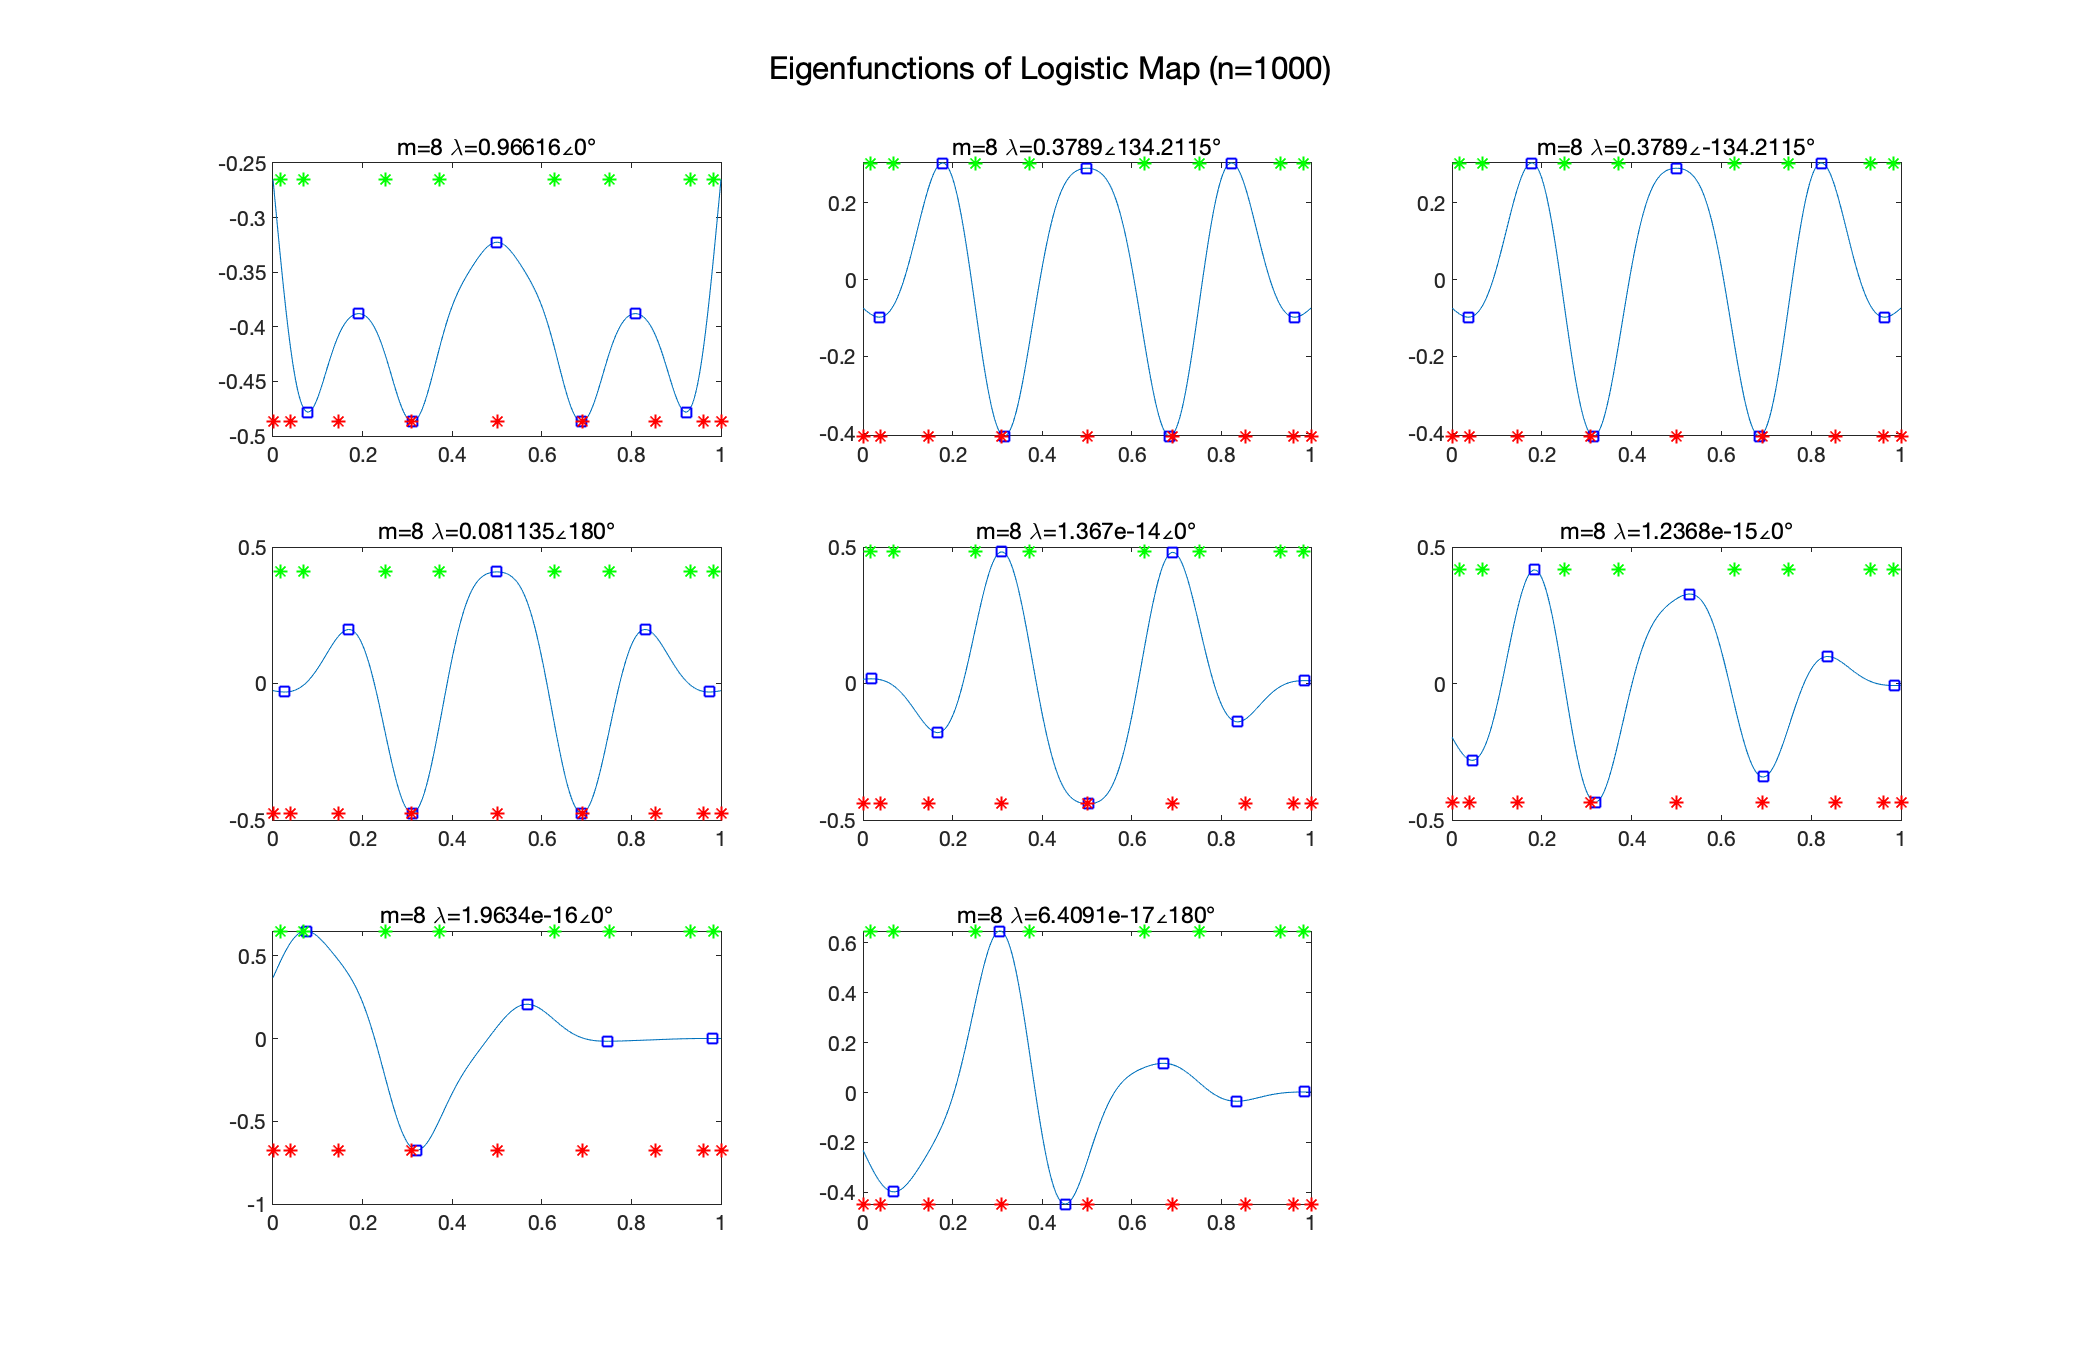 Eigenfunctions of Logistic Map (n=1000)
m=8 λ=0.96616∠0°
-0.25
-0.3
-0.35
-0.4
-0.45
-0.5
0 0.2 0.4 0.6 0.8 1
m=8 λ=0.3789∠134.2115°
0.2
0
-0.2
-0.4
0 0.2 0.4 0.6 0.8 1
m=8 λ=0.3789∠-134.2115°
0.2
0
-0.2
-0.4
0 0.2 0.4 0.6 0.8 1
m=8 λ=0.081135∠180°
0.5
0
-0.5
0 0.2 0.4 0.6 0.8 1
m=8 λ=1.367e-14∠0°
0.5
0
-0.5
0 0.2 0.4 0.6 0.8 1
m=8 λ=1.2368e-15∠0°
0.5
0
-0.5
0 0.2 0.4 0.6 0.8 1
m=8 λ=1.9634e-16∠0°
0.5
0
-0.5
-1
0 0.2 0.4 0.6 0.8 1
m=8 λ=6.4091e-17∠180°
0.6
0.4
0.2
0
-0.2
-0.4
0 0.2 0.4 0.6 0.8 1